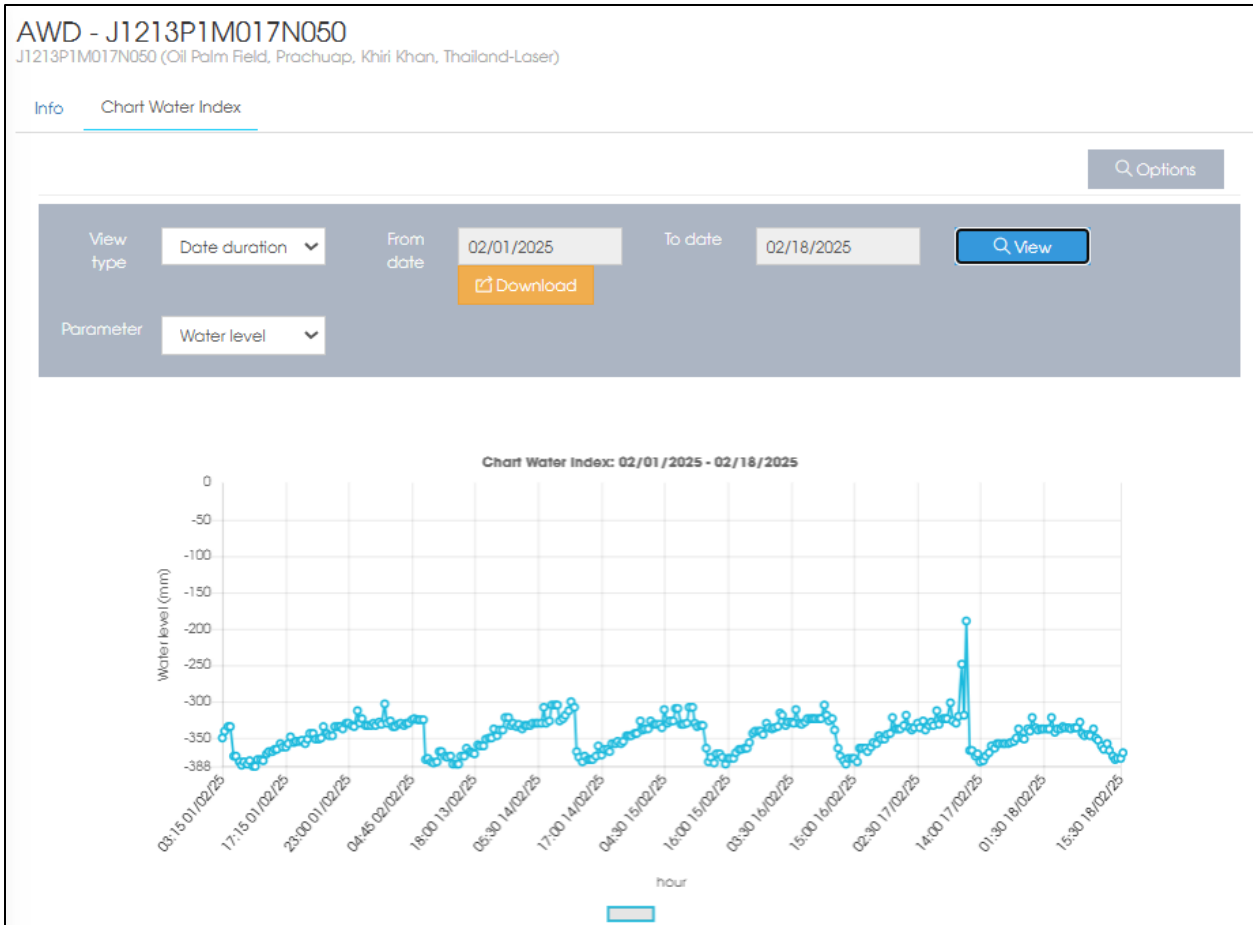 AWD - J1213P1M017N050
J1213P1M017N050 (Oil Palm Field, Prachuap, Khiri Khan, Thailand-Laser)
Info Chart Water Index
Options
View type Date duration From date 02/01/2025 To date 02/18/2025 View
Download
Parameter Water level
Chart Water Index: 02/01/2025 - 02/18/2025
Water level (mm)
0
-50
-100
-150
-200
-250
-300
-350
-388
03:15 01/02/25
17:15 01/02/25
23:00 01/02/25
04:45 02/02/25
18:00 13/02/25
05:30 14/02/25
17:00 14/02/25
04:30 15/02/25
16:00 15/02/25
03:30 16/02/25
15:00 16/02/25
02:30 17/02/25
14:00 17/02/25
01:30 18/02/25
15:30 18/02/25
hour